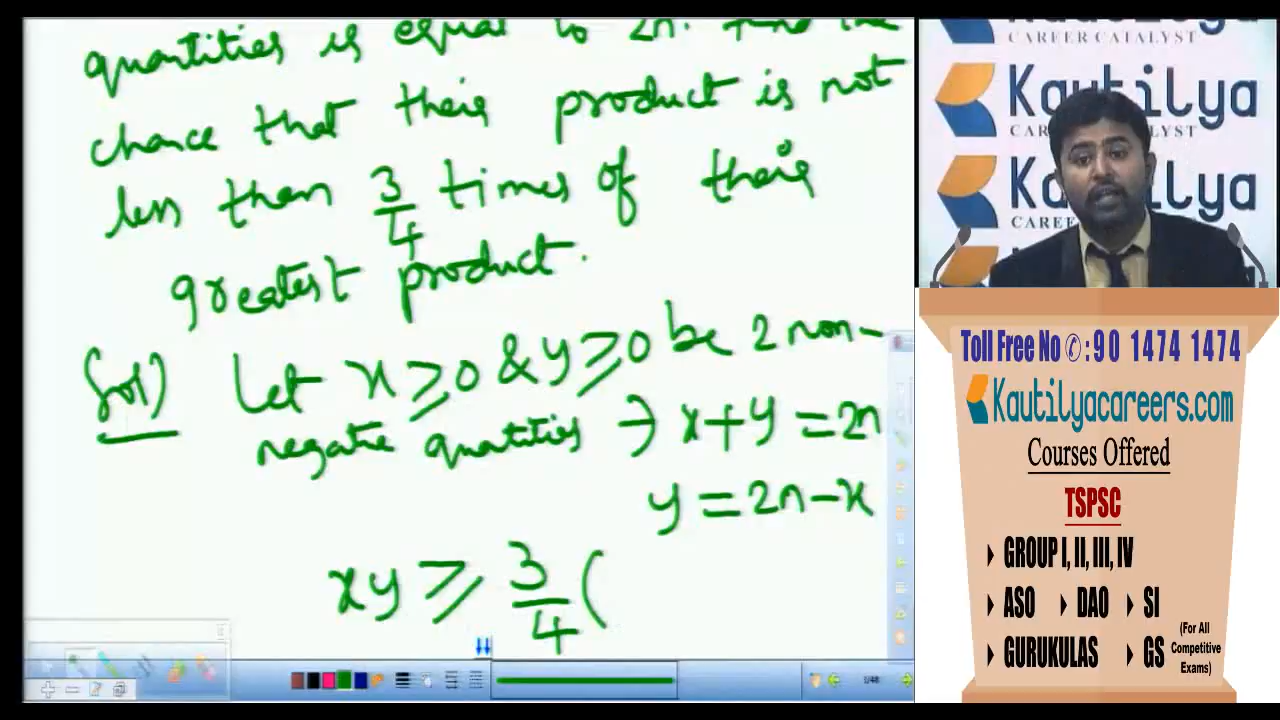 quantities is equal to 2n. Find the
chance that their product is not
less than 3/4 times of their
greatest product.
Sol) Let x ≥ 0 & y ≥ 0 be 2 non-
negative quantities → x + y = 2n
y = 2n - x
xy ≥ 3/4 (
CAREER CATALYST
Kautilya
CAREER CATALYST
Kautilya
CAREER
Toll Free No ✆: 90 1474 1474
Kautilyacareers.com
Courses Offered
TSPSC
GROUP I, II, III, IV
ASO DAO SI
GURUKULAS GS
(For All
Competitive
Exams)
1/48